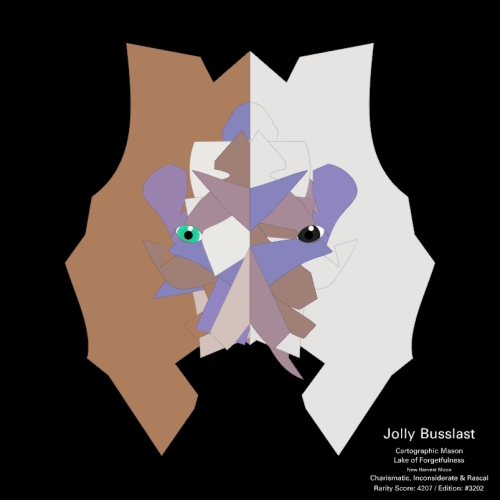 Jolly Busslast
Cartographic Mason
Lake of Forgetfulness
New Harvest Moon
Charismatic, Inconsiderate & Rascal
Rarity Score: 4207 / Edition: #3202